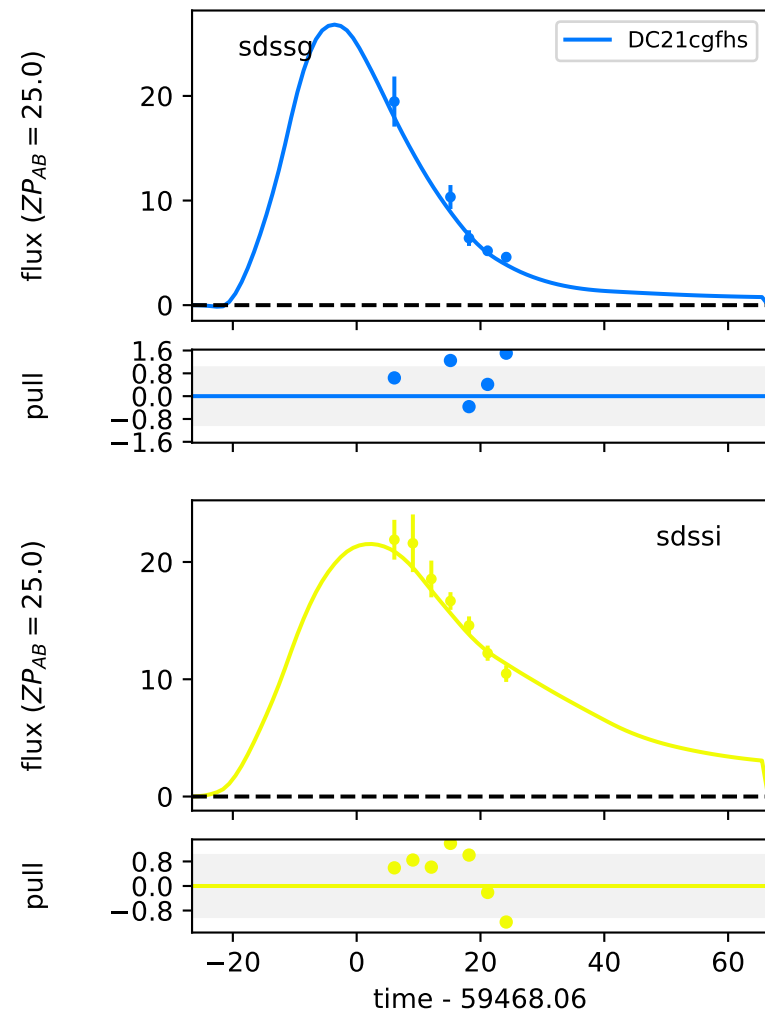 sdssg
DC21cgfhs
flux (ZP_AB = 25.0)
20
10
0
pull
1.6
0.8
0.0
−0.8
−1.6
sdssi
flux (ZP_AB = 25.0)
20
10
0
pull
0.8
0.0
−0.8
−20 0 20 40 60
time - 59468.06